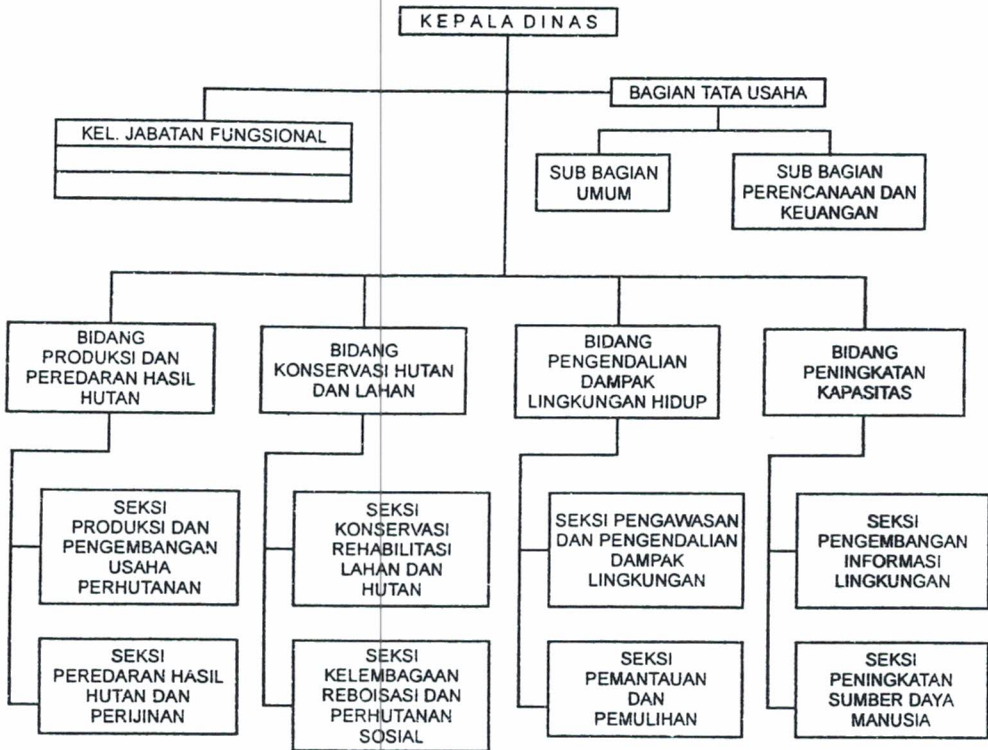 KEPALA DINAS
BAGIAN TATA USAHA
KEL. JABATAN FUNGSIONAL
SUB BAGIAN
UMUM
SUB BAGIAN
PERENCANAAN DAN
KEUANGAN
BIDANG
PRODUKSI DAN
PEREDARAN HASIL
HUTAN
BIDANG
KONSERVASI HUTAN
DAN LAHAN
BIDANG
PENGENDALIAN
DAMPAK
LINGKUNGAN HIDUP
BIDANG
PENINGKATAN
KAPASITAS
SEKSI
PRODUKSI DAN
PENGEMBANGAN
USAHA
PERHUTANAN
SEKSI
KONSERVASI
REHABILITASI
LAHAN DAN
HUTAN
SEKSI PENGAWASAN
DAN PENGENDALIAN
DAMPAK
LINGKUNGAN
SEKSI
PENGEMBANGAN
INFORMASI
LINGKUNGAN
SEKSI
PEREDARAN HASIL
HUTAN DAN
PERIJINAN
SEKSI
KELEMBAGAAN
REBOISASI DAN
PERHUTANAN
SOSIAL
SEKSI
PEMANTAUAN
DAN
PEMULIHAN
SEKSI
PENINGKATAN
SUMBER DAYA
MANUSIA